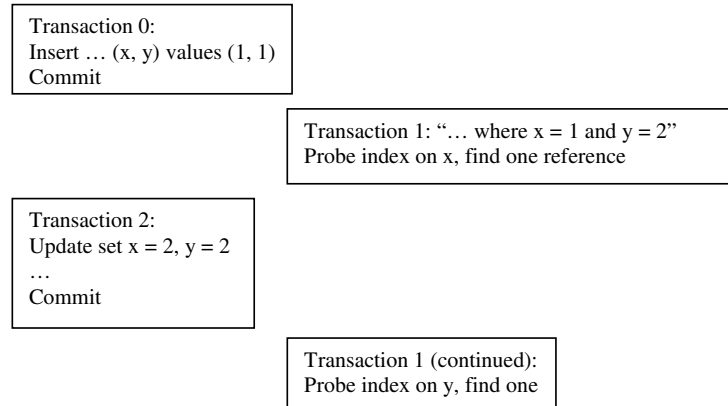 Transaction 0:
Insert … (x, y) values (1, 1)
Commit
Transaction 1: “… where x = 1 and y = 2”
Probe index on x, find one reference
Transaction 2:
Update set x = 2, y = 2
…
Commit
Transaction 1 (continued):
Probe index on y, find one